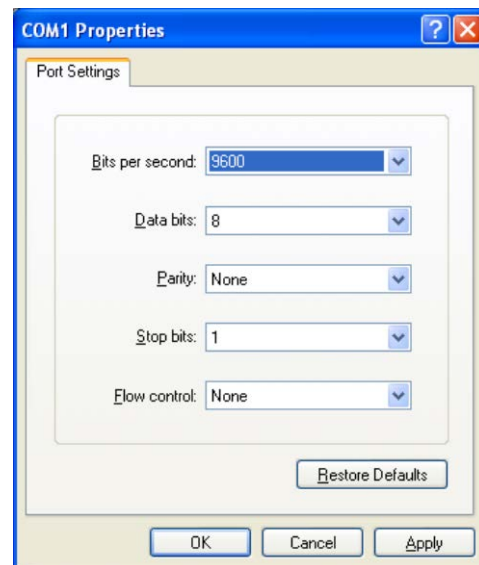 COM1 Properties
Port Settings
Bits per second: 9600
Data bits: 8
Parity: None
Stop bits: 1
Flow control: None
Restore Defaults
OK Cancel Apply